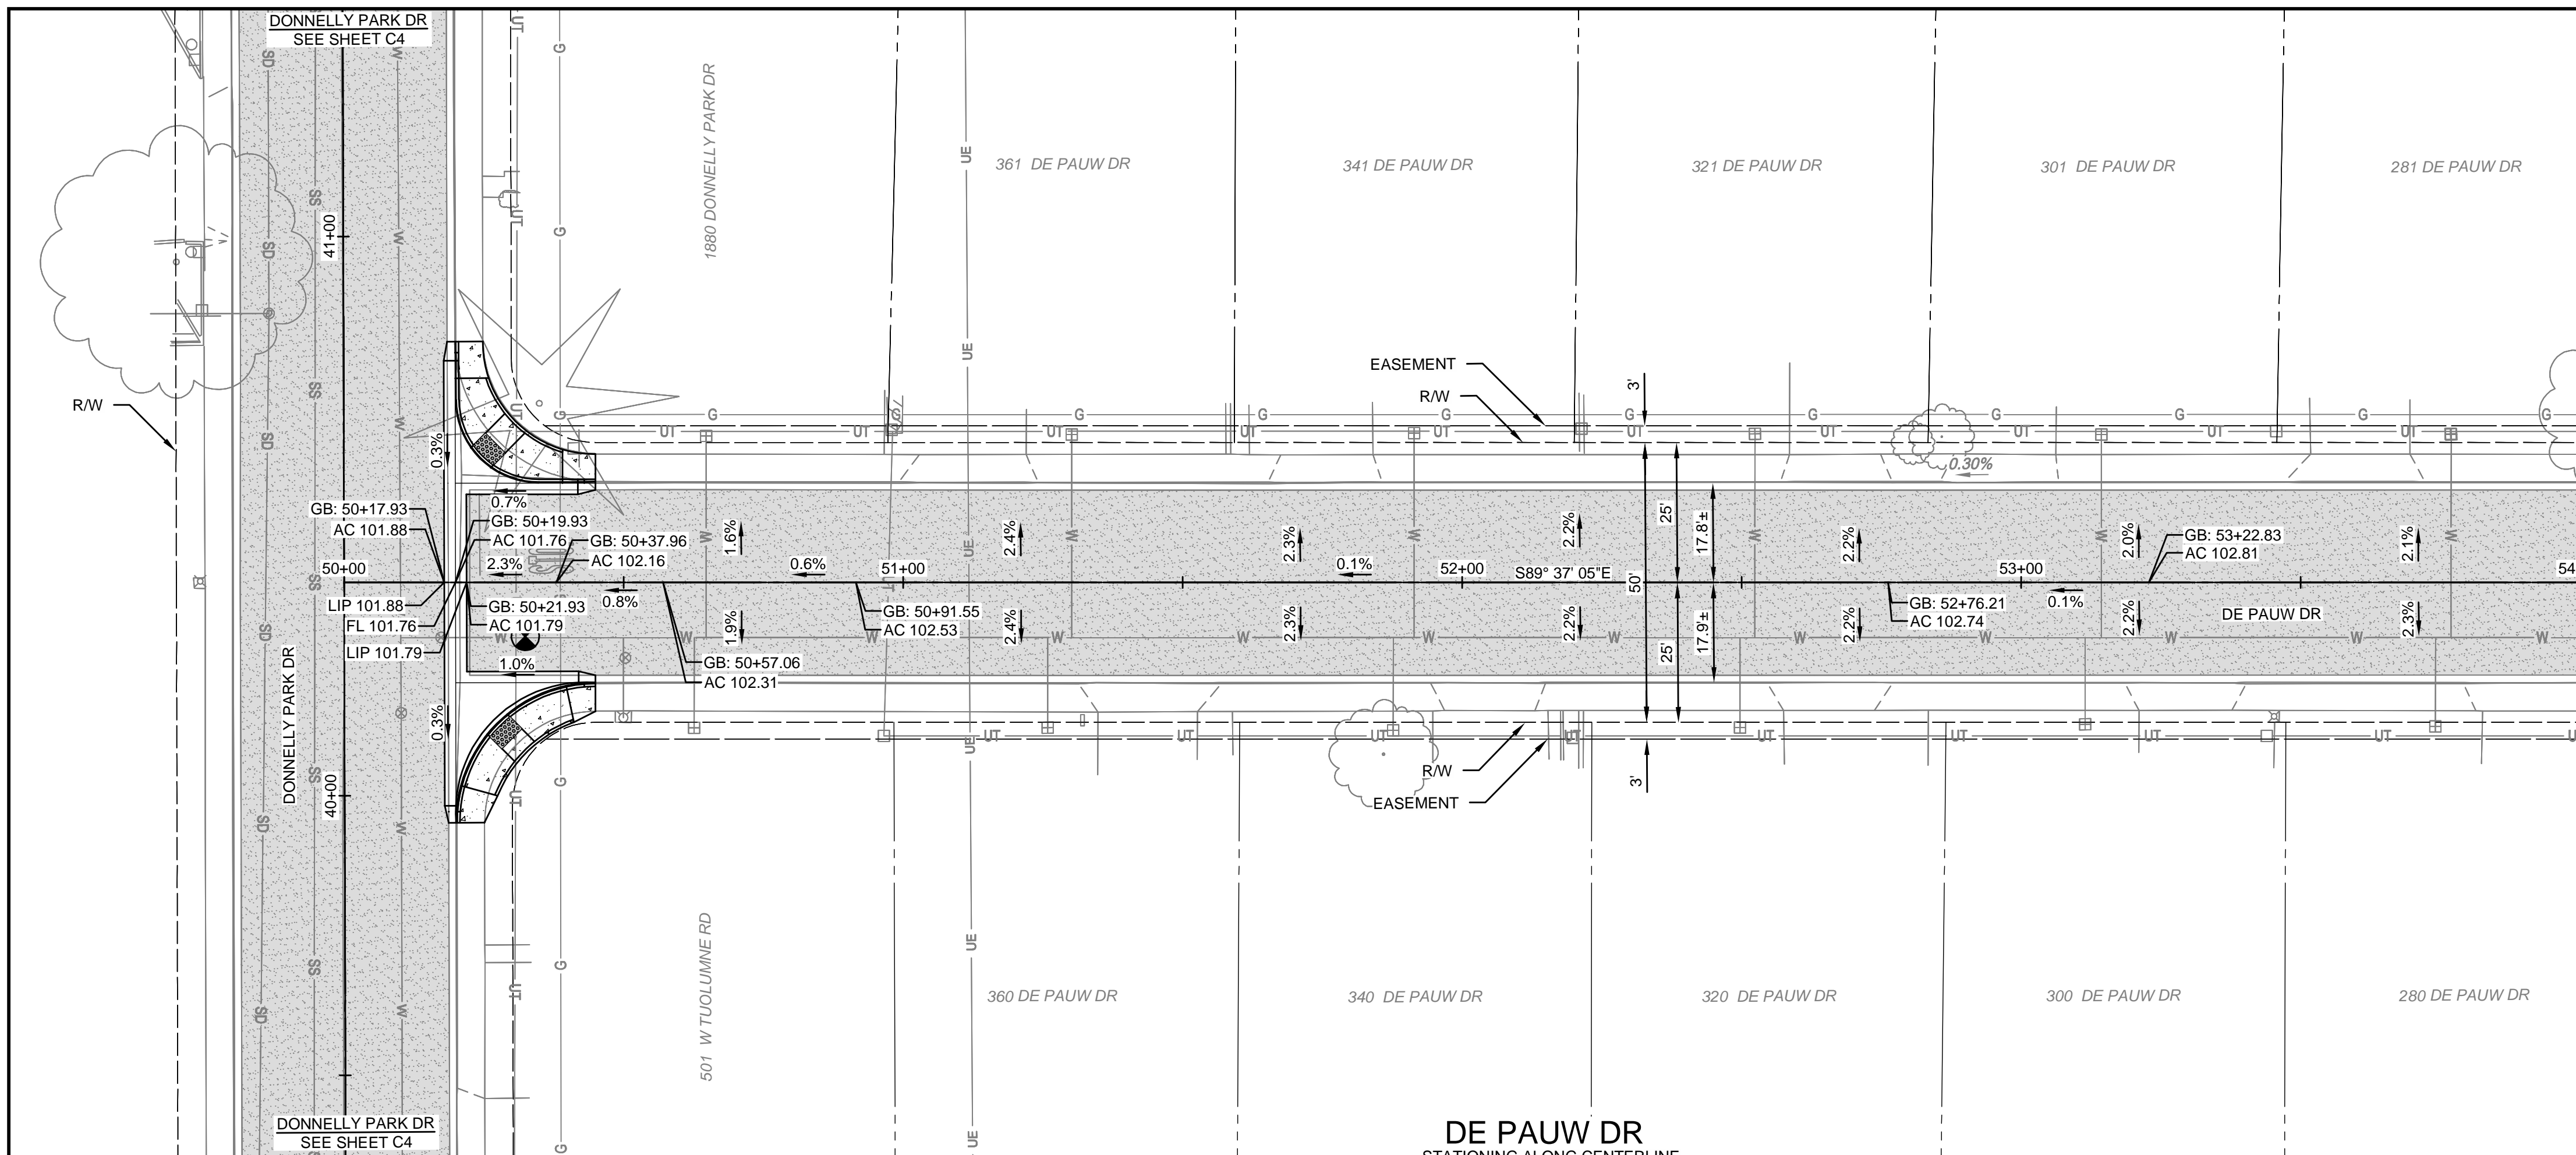 DONNELLY PARK DR
SEE SHEET C4
1880 DONNELLY PARK DR
361 DE PAUW DR
341 DE PAUW DR
321 DE PAUW DR
301 DE PAUW DR
281 DE PAUW DR
41+00
R/W
EASEMENT
R/W
3'
0.3%
0.30%
0.7%
GB: 50+17.93
AC 101.88
GB: 50+19.93
AC 101.76
GB: 50+37.96
AC 102.16
1.6%
2.4%
2.3%
2.2%
25'
17.8'±
2.2%
2.0%
GB: 53+22.83
AC 102.81
2.1%
50+00
2.3%
0.6%
51+00
0.1%
52+00
S89° 37' 05"E
53+00
54
LIP 101.88
FL 101.76
LIP 101.79
GB: 50+21.93
AC 101.79
0.8%
GB: 50+91.55
AC 102.53
50'
GB: 52+76.21
AC 102.74
0.1%
DE PAUW DR
1.9%
2.4%
2.3%
2.2%
25'
17.9'±
2.2%
2.2%
2.3%
1.0%
GB: 50+57.06
AC 102.31
DONNELLY PARK DR
0.3%
40+00
R/W
EASEMENT
3'
501 W TUOLUMNE RD
360 DE PAUW DR
340 DE PAUW DR
320 DE PAUW DR
300 DE PAUW DR
280 DE PAUW DR
DONNELLY PARK DR
SEE SHEET C4
DE PAUW DR
STATIONING ALONG CENTERLINE
SD
SS
W
UT
G
UE